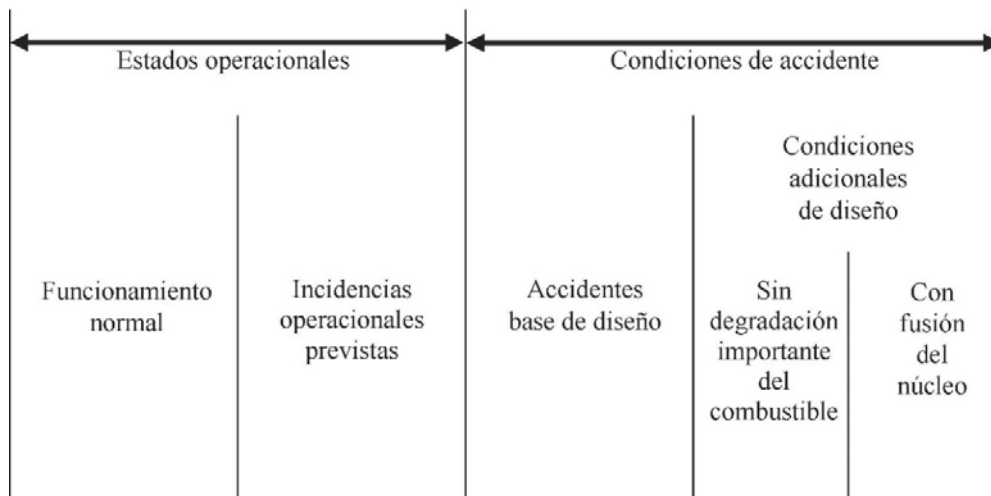 Estados operacionales
Condiciones de accidente
Condiciones
adicionales
de diseño
Funcionamiento
normal
Incidencias
operacionales
previstas
Accidentes
base de diseño
Sin
degradación
importante
del
combustible
Con
fusión
del
núcleo